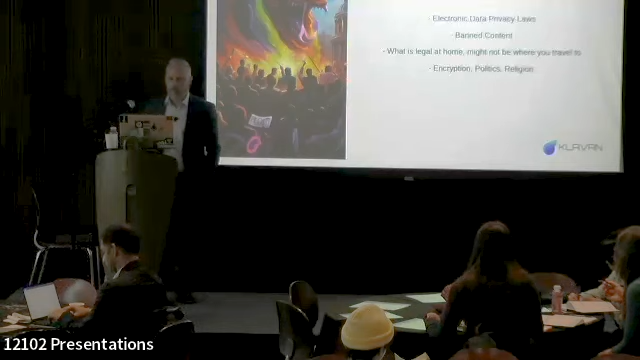 - Electronic Data Privacy Laws
- Banned Content
- What is legal at home, might not be where you travel to
- Encryption, Politics, Religion
KLAVAN
12102 Presentations